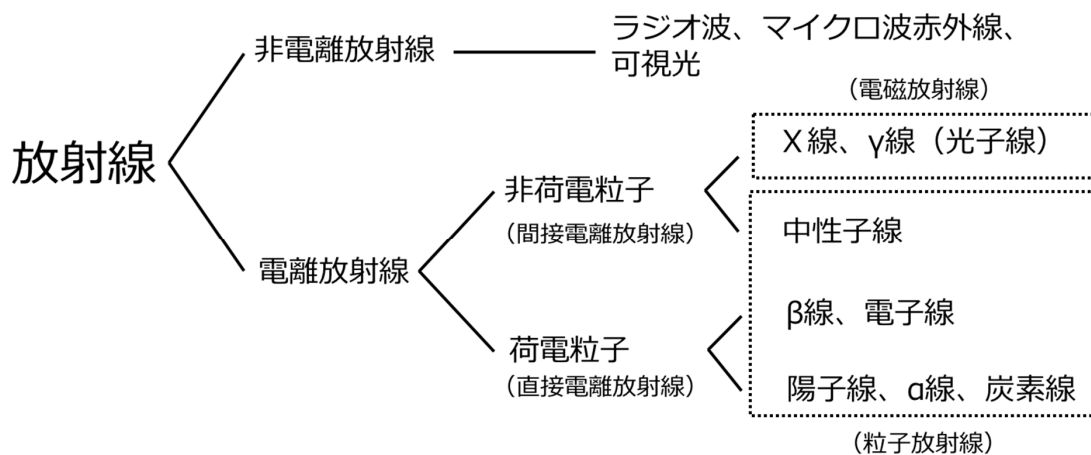 ラジオ波、マイクロ波赤外線、
可視光
非電離放射線
(電磁放射線)
X線、γ線(光子線)
放射線
非荷電粒子
(間接電離放射線)
中性子線
電離放射線
β線、電子線
荷電粒子
(直接電離放射線)
陽子線、α線、炭素線
(粒子放射線)